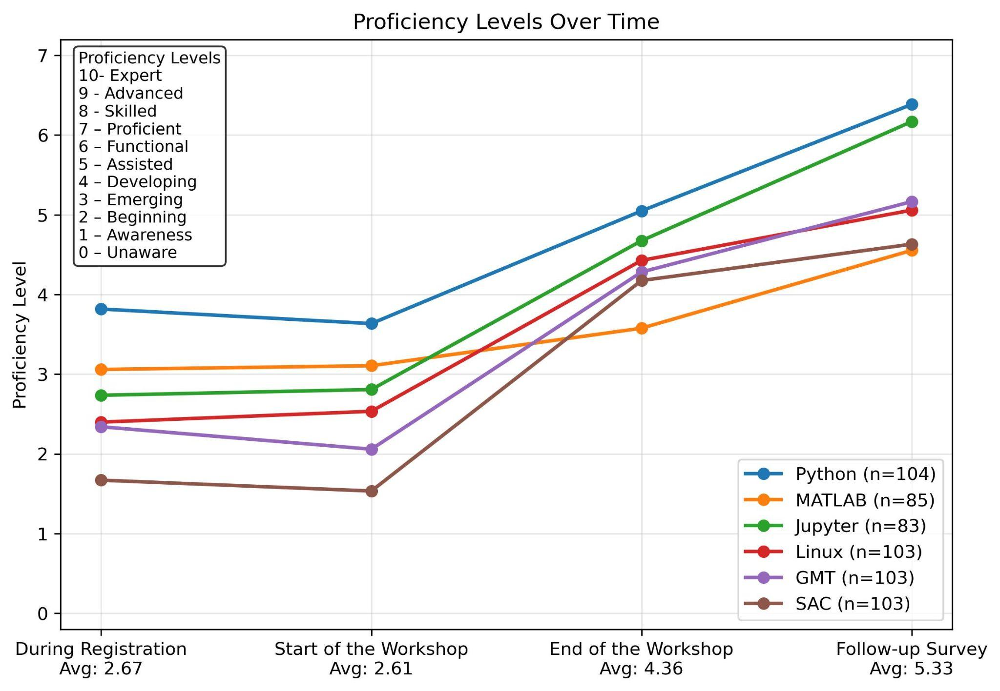 Proficiency Levels Over Time
Proficiency Level
7
6
5
4
3
2
1
0
Proficiency Levels
10- Expert
9 - Advanced
8 - Skilled
7 – Proficient
6 – Functional
5 – Assisted
4 – Developing
3 – Emerging
2 – Beginning
1 – Awareness
0 – Unaware
Python (n=104)
MATLAB (n=85)
Jupyter (n=83)
Linux (n=103)
GMT (n=103)
SAC (n=103)
During Registration
Avg: 2.67
Start of the Workshop
Avg: 2.61
End of the Workshop
Avg: 4.36
Follow-up Survey
Avg: 5.33